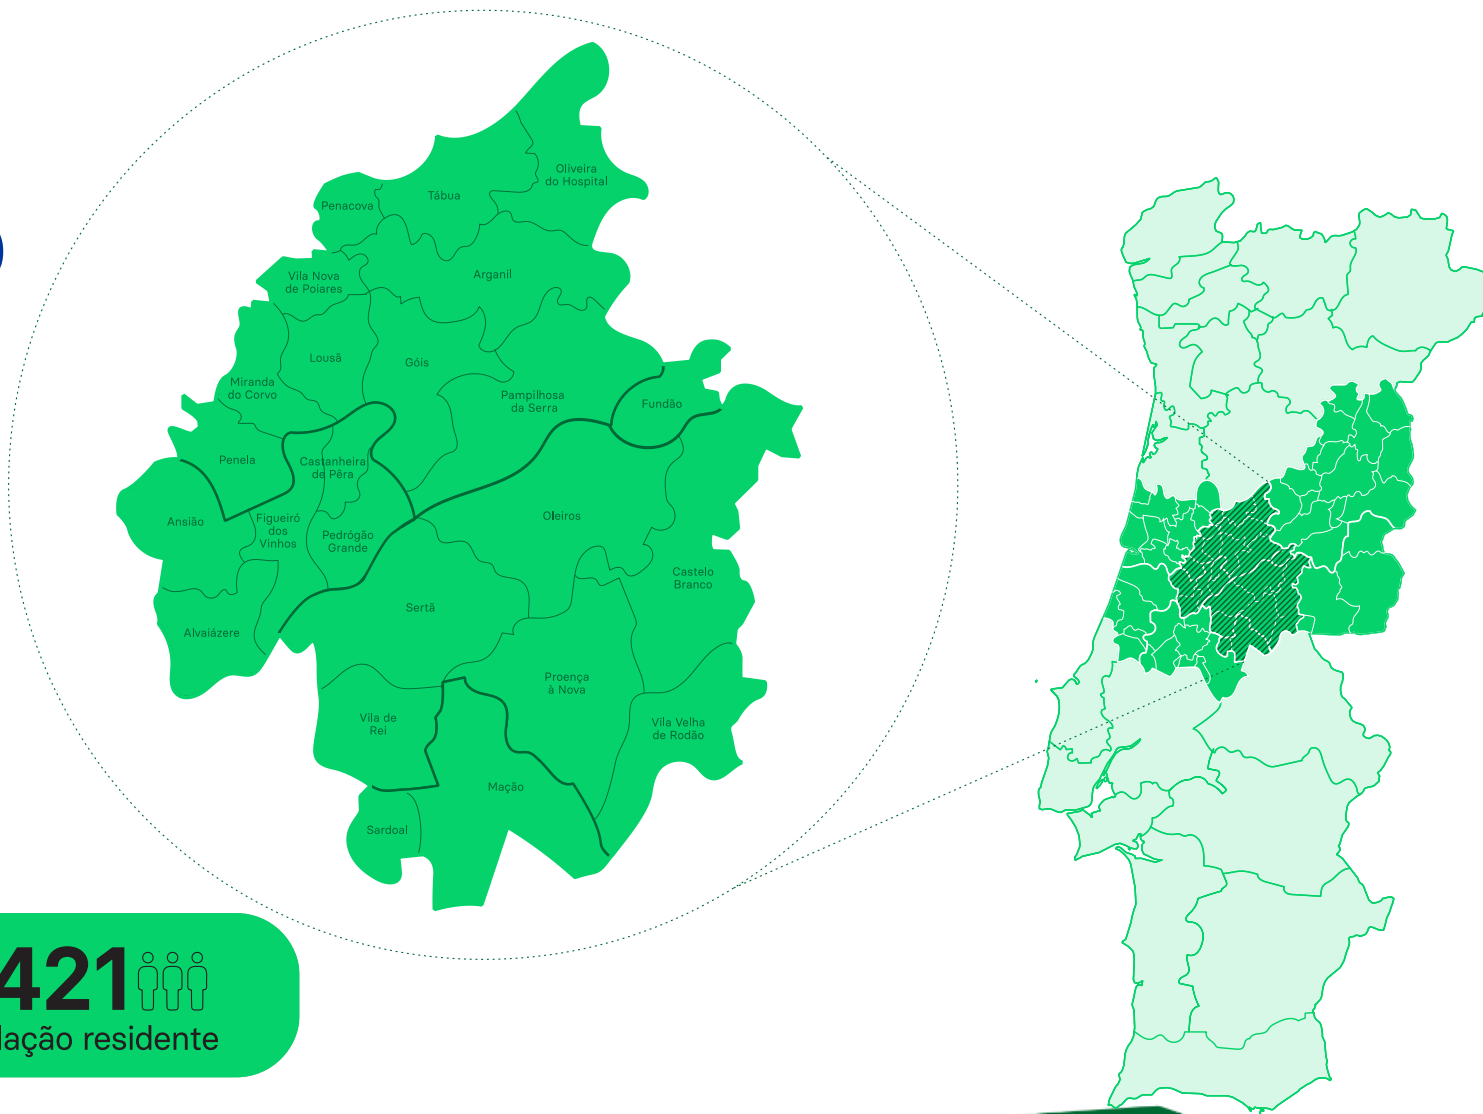 Oliveira
do Hospital
Tábua
Penacova
Arganil
Vila Nova
de Poiares
Lousã
Góis
Miranda
do Corvo
Pampilhosa
da Serra
Fundão
Penela
Castanheira
de Pêra
Ansião
Figueiró
dos
Vinhos
Pedrógão
Grande
Oleiros
Castelo
Branco
Sertã
Alvaiázere
Proença
à Nova
Vila de
Rei
Vila Velha
de Rodão
Mação
Sardoal
421
lação residente